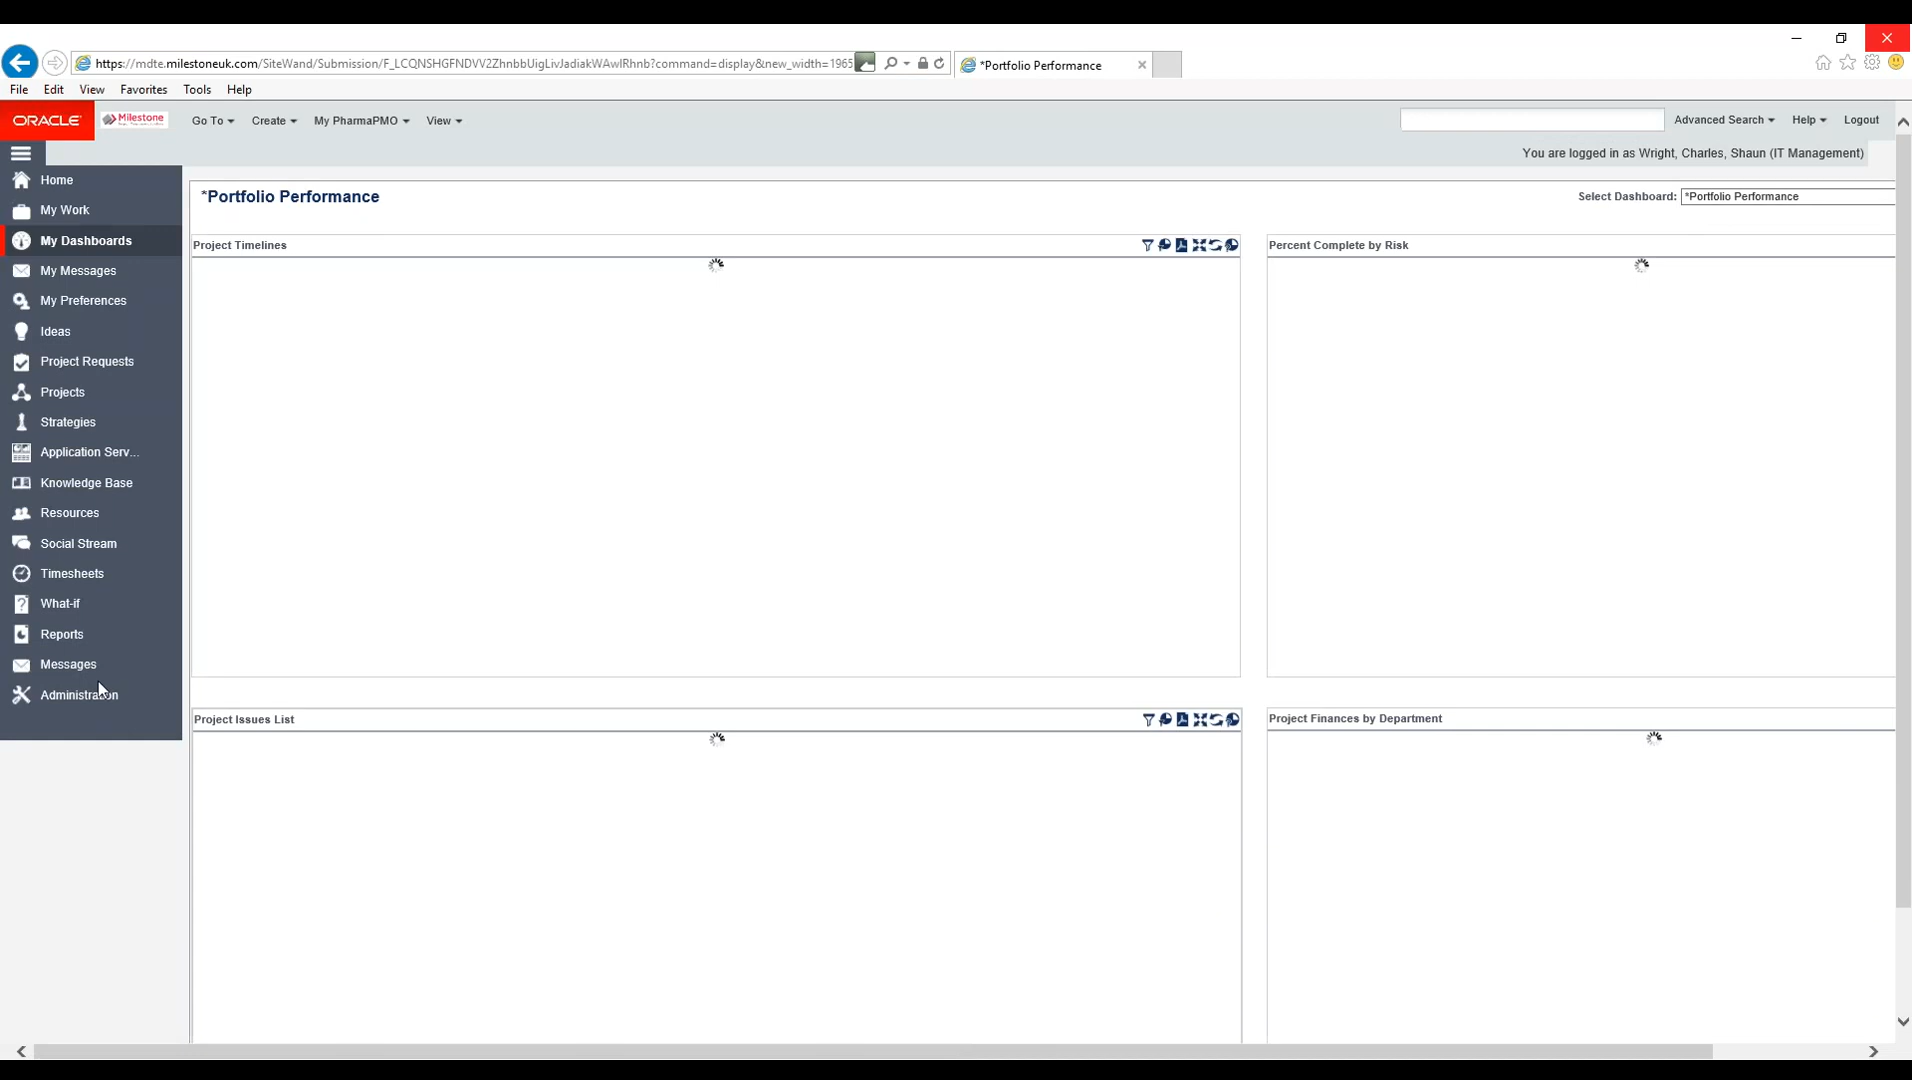 https://mdte.milestoneuk.com/SiteWand/Submission/F_LCQNSHGFNDVV2ZhnbbUigLivJadiakWAwIRhnb?command=display&new_width=1965
*Portfolio Performance
File Edit View Favorites Tools Help
ORACLE
Milestone
Go To Create My PharmaPMO View
Advanced Search Help Logout
You are logged in as Wright, Charles, Shaun (IT Management)
Home
My Work
My Dashboards
My Messages
My Preferences
Ideas
Project Requests
Projects
Strategies
Application Serv...
Knowledge Base
Resources
Social Stream
Timesheets
What-if
Reports
Messages
Administration
*Portfolio Performance
Select Dashboard: *Portfolio Performance
Project Timelines
Percent Complete by Risk
Project Issues List
Project Finances by Department